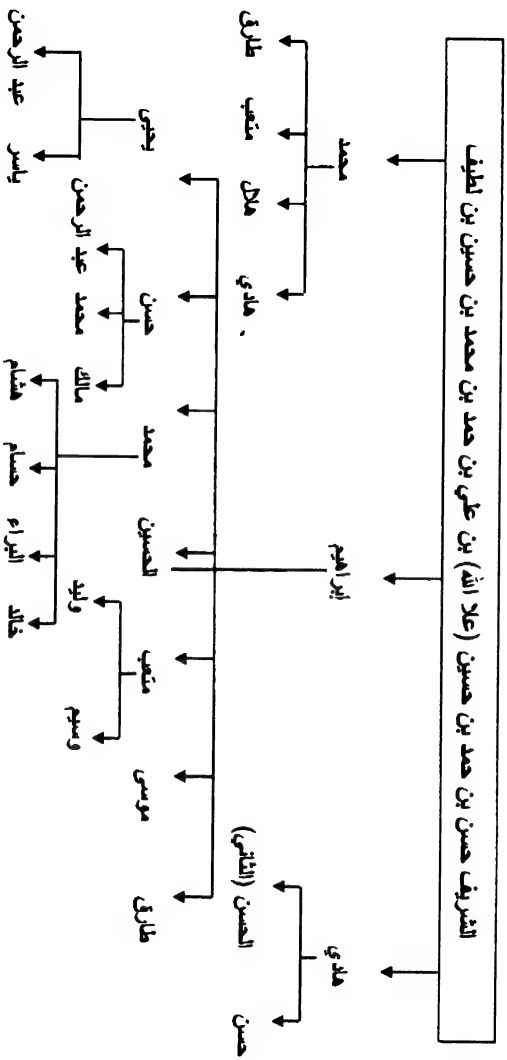 الشريف حسن بن حمد بن حسين (علا الله) بن علي بن حمد بن محمد بن حسين بن لطيف
هادي
ابراهيم
محمد
حسن
الحسن (الثاني)
هادي .
هلال
متعب
طارق
طارق
موسى
متعب
الحسين
محمد
حسن
يحيى
وسيم
وليد
خالد
البراء
حسام
هشام
مالك
محمد
عبد الرحمن
ياسر
عبد الرحمن